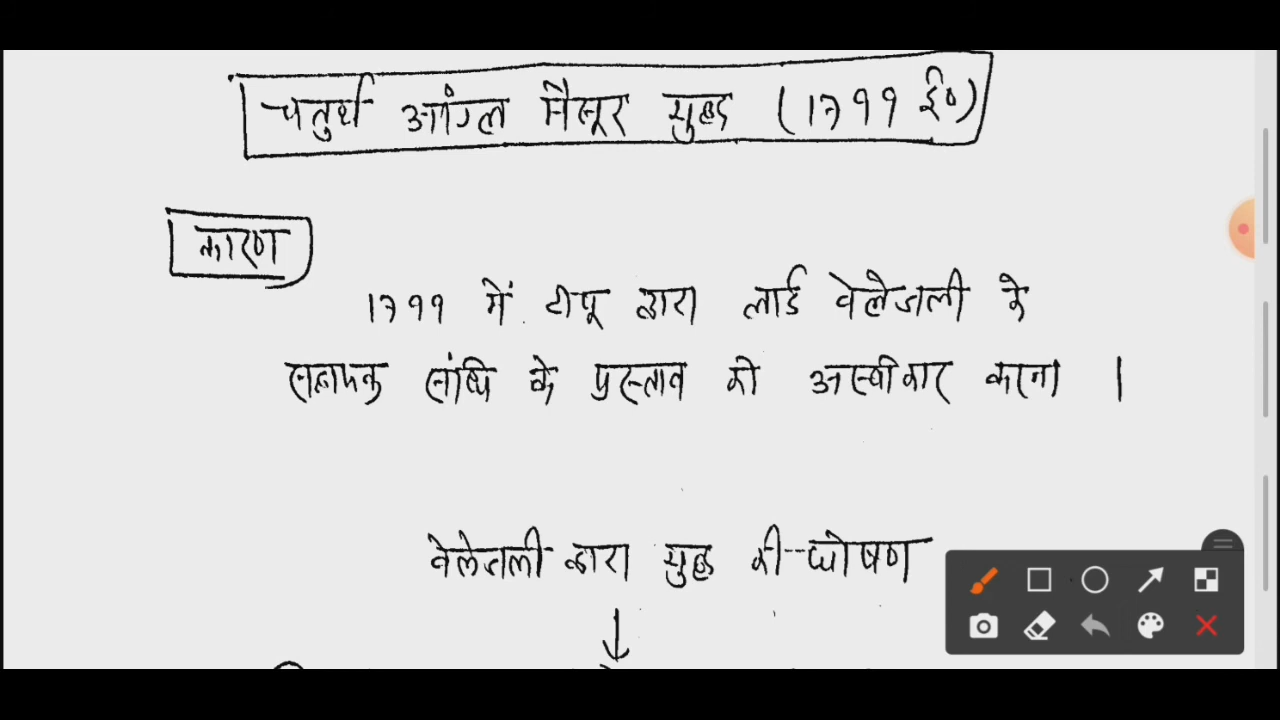 चतुर्थ आंग्ल मैसूर युद्ध (1799 ई०)
कारण
1799 में टीपू द्वारा लार्ड वेलेजली के
सहायक संधि के प्रस्ताव को अस्वीकार करना ।
वेलेजली द्वारा युद्ध की घोषणा